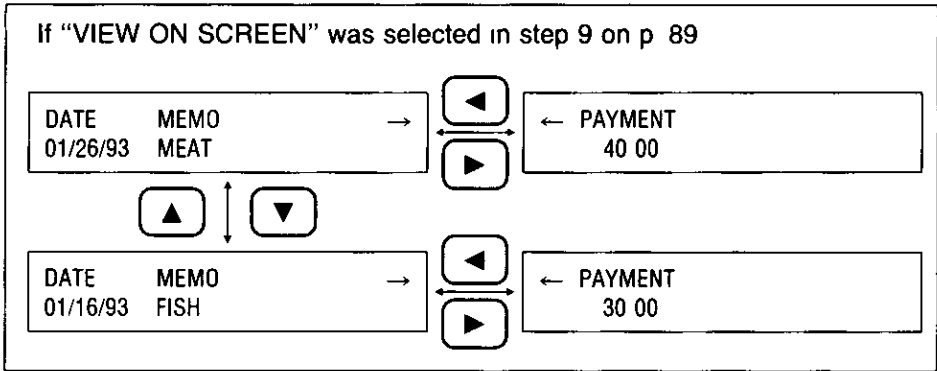 If “VIEW ON SCREEN” was selected in step 9 on p 89
DATE MEMO →
01/26/93 MEAT
← PAYMENT
40 00
DATE MEMO →
01/16/93 FISH
← PAYMENT
30 00